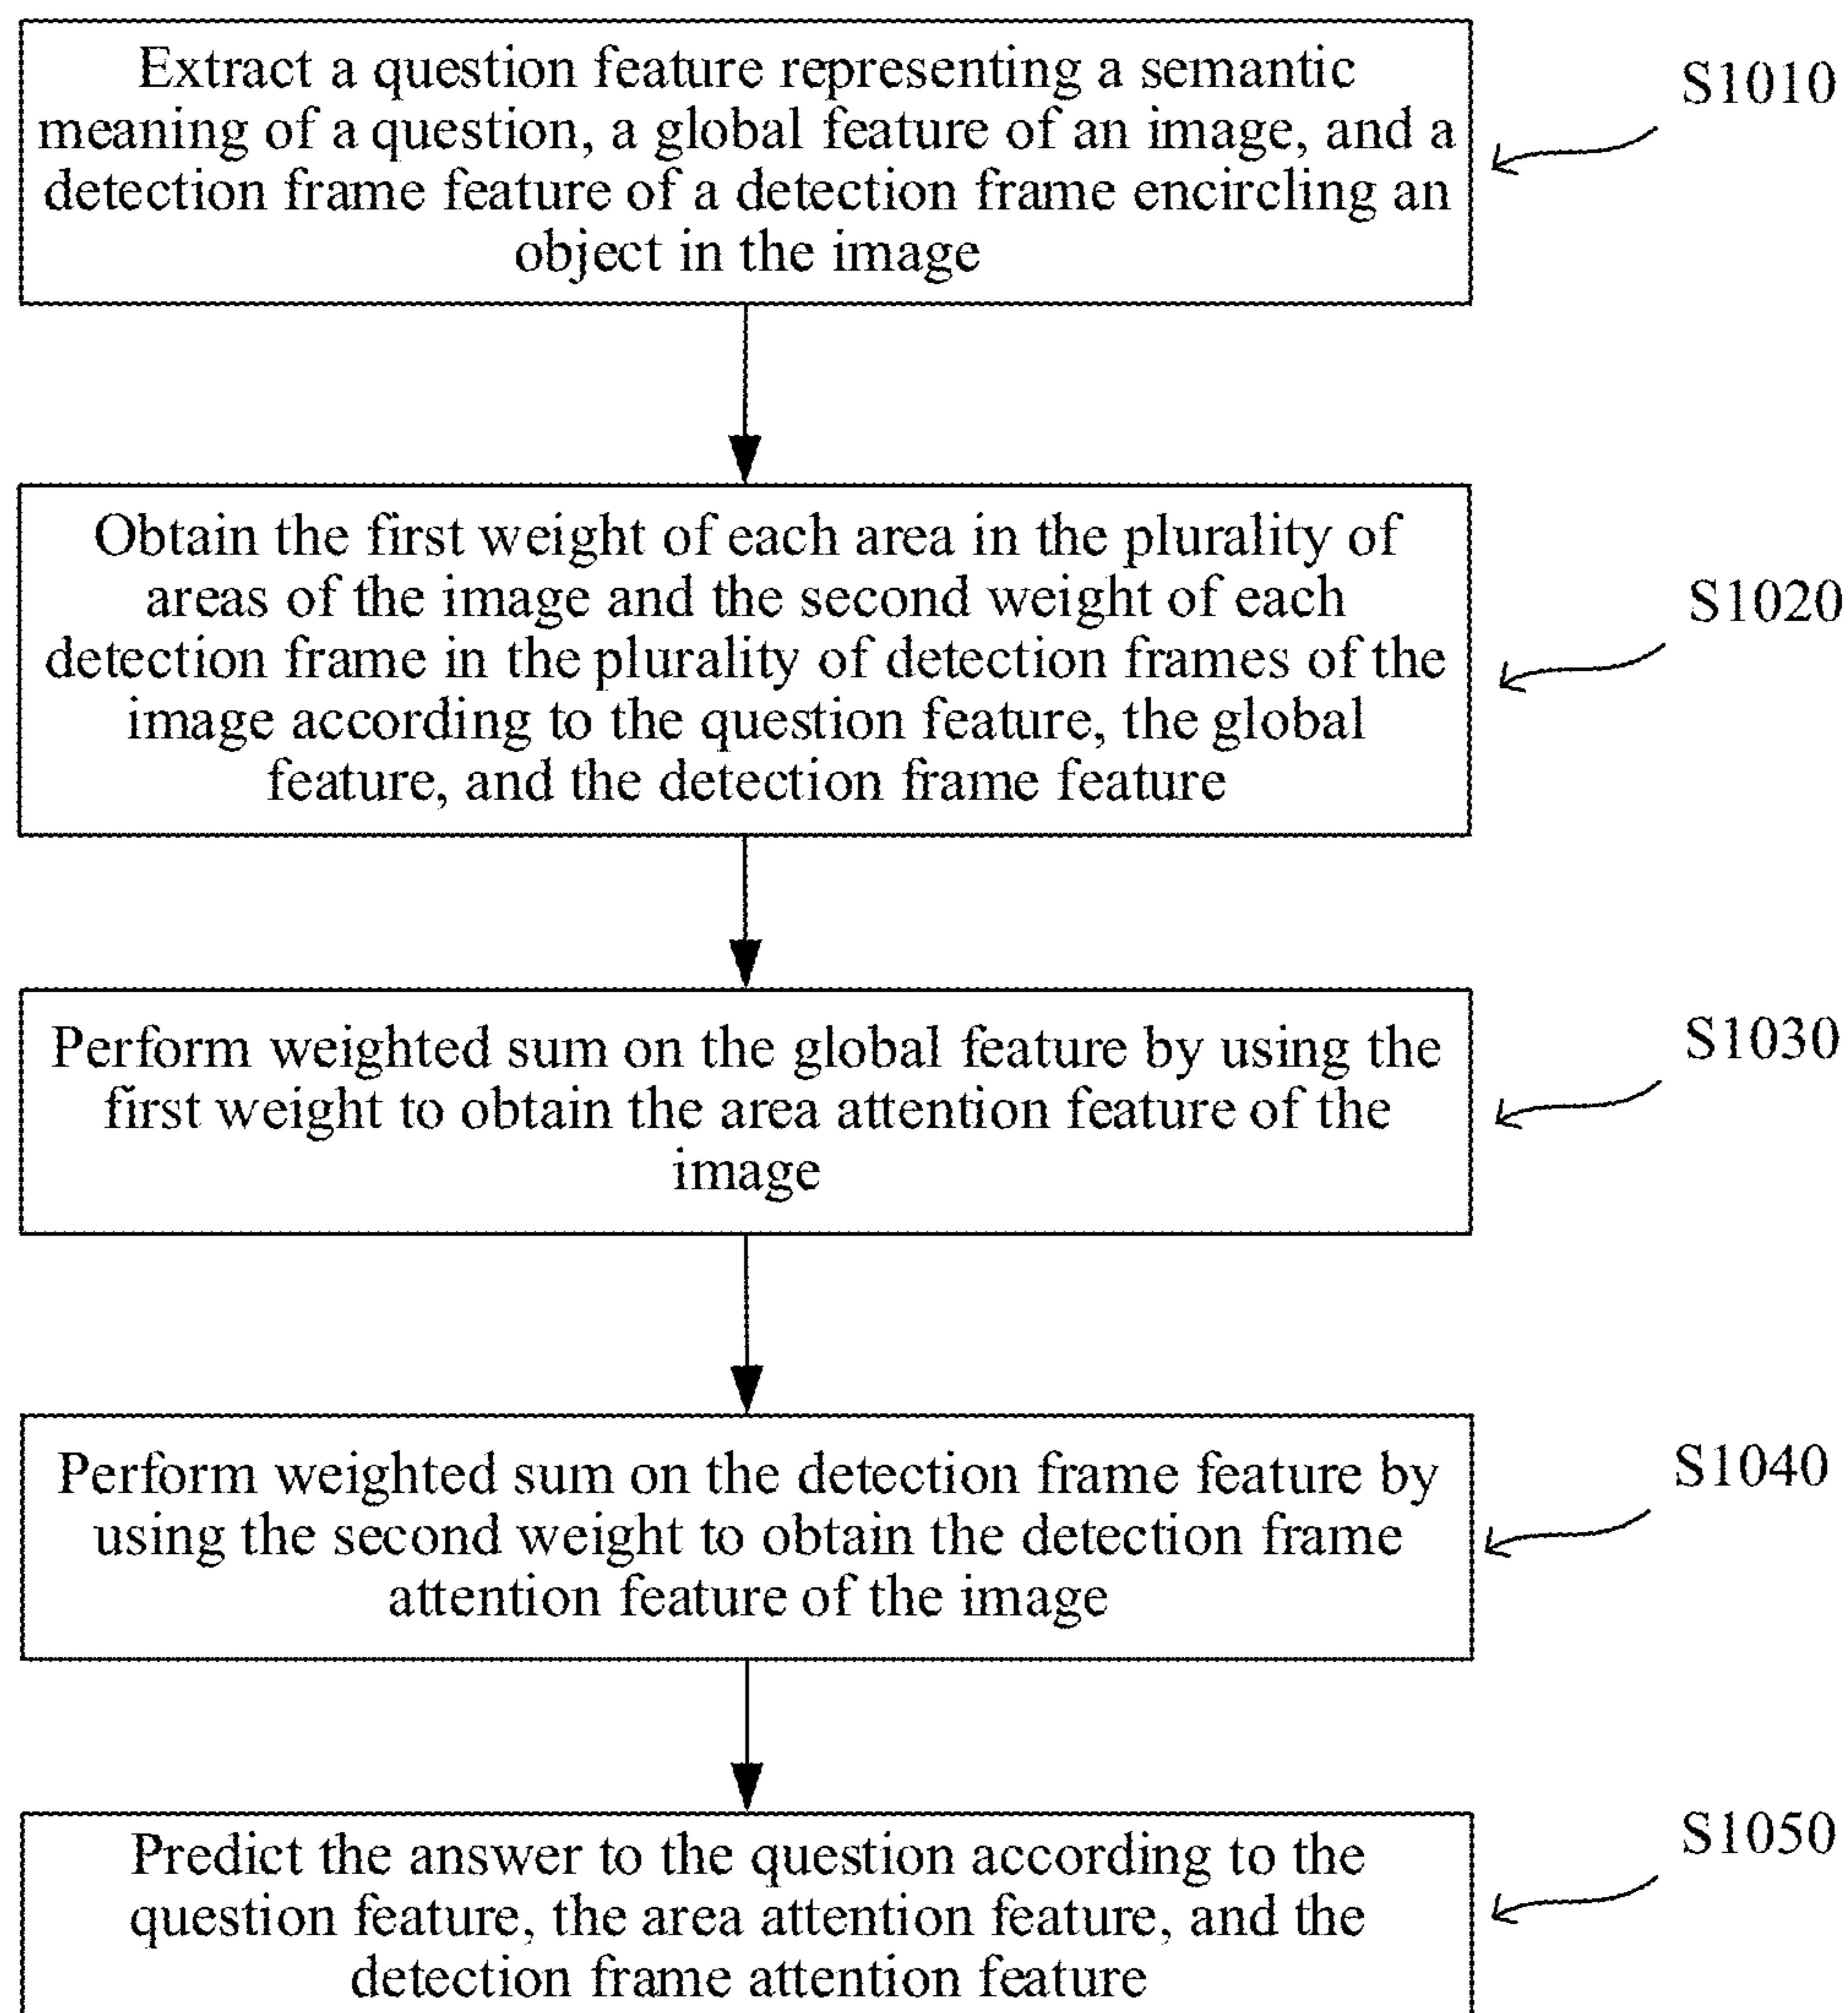 Extract a question feature representing a semantic
meaning of a question, a global feature of an image, and a
detection frame feature of a detection frame encircling an
object in the image
S1010
Obtain the first weight of each area in the plurality of
areas of the image and the second weight of each
detection frame in the plurality of detection frames of the
image according to the question feature, the global
feature, and the detection frame feature
S1020
Perform weighted sum on the global feature by using the
first weight to obtain the area attention feature of the
image
S1030
Perform weighted sum on the detection frame feature by
using the second weight to obtain the detection frame
attention feature of the image
S1040
Predict the answer to the question according to the
question feature, the area attention feature, and the
detection frame attention feature
S1050